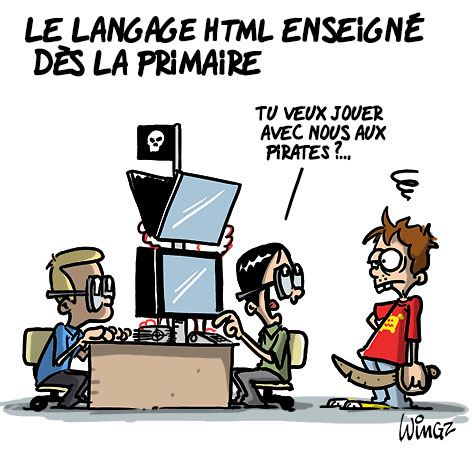 LE LANGAGE HTML ENSEIGNÉ
DÈS LA PRIMAIRE
TU VEUX JOUER
AVEC NOUS AUX
PIRATES ?...
WINGZ